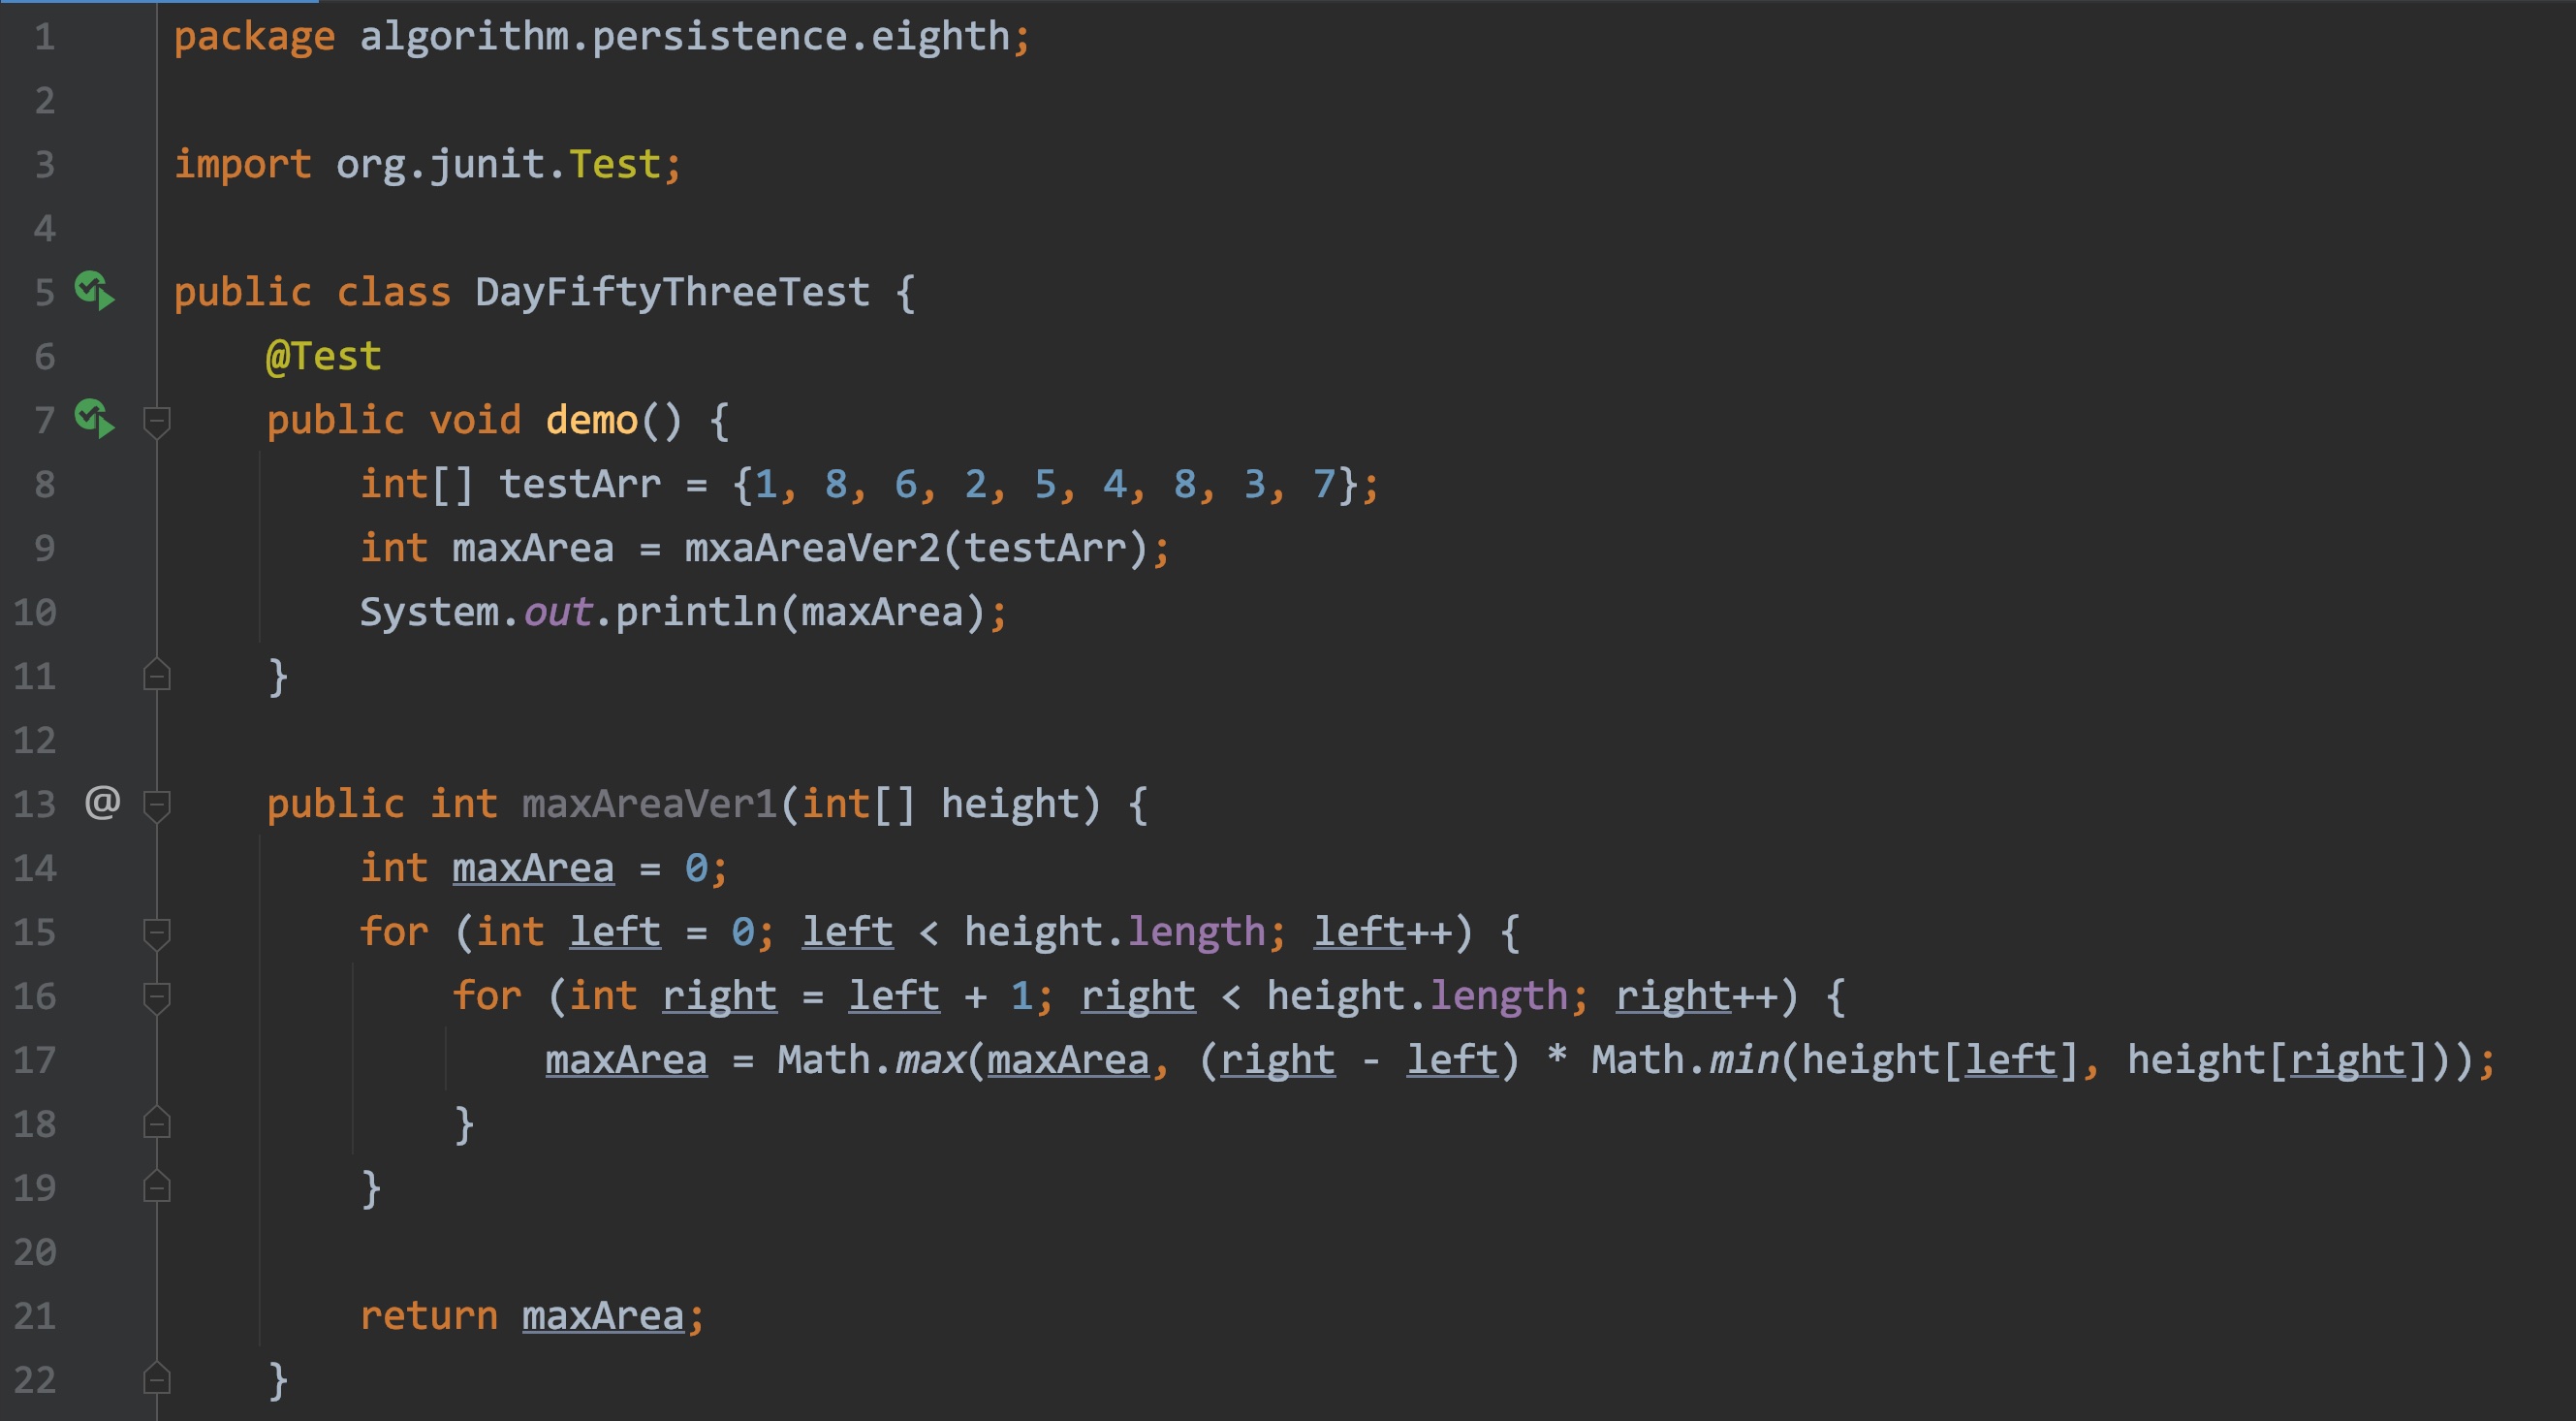 1 package algorithm.persistence.eighth;
2
3 import org.junit.Test;
4
5 public class DayFiftyThreeTest {
6     @Test
7     public void demo() {
8         int[] testArr = {1, 8, 6, 2, 5, 4, 8, 3, 7};
9         int maxArea = mxaAreaVer2(testArr);
10         System.out.println(maxArea);
11     }
12
13 @     public int maxAreaVer1(int[] height) {
14         int maxArea = 0;
15         for (int left = 0; left < height.length; left++) {
16             for (int right = left + 1; right < height.length; right++) {
17                 maxArea = Math.max(maxArea, (right - left) * Math.min(height[left], height[right]));
18             }
19         }
20
21         return maxArea;
22     }